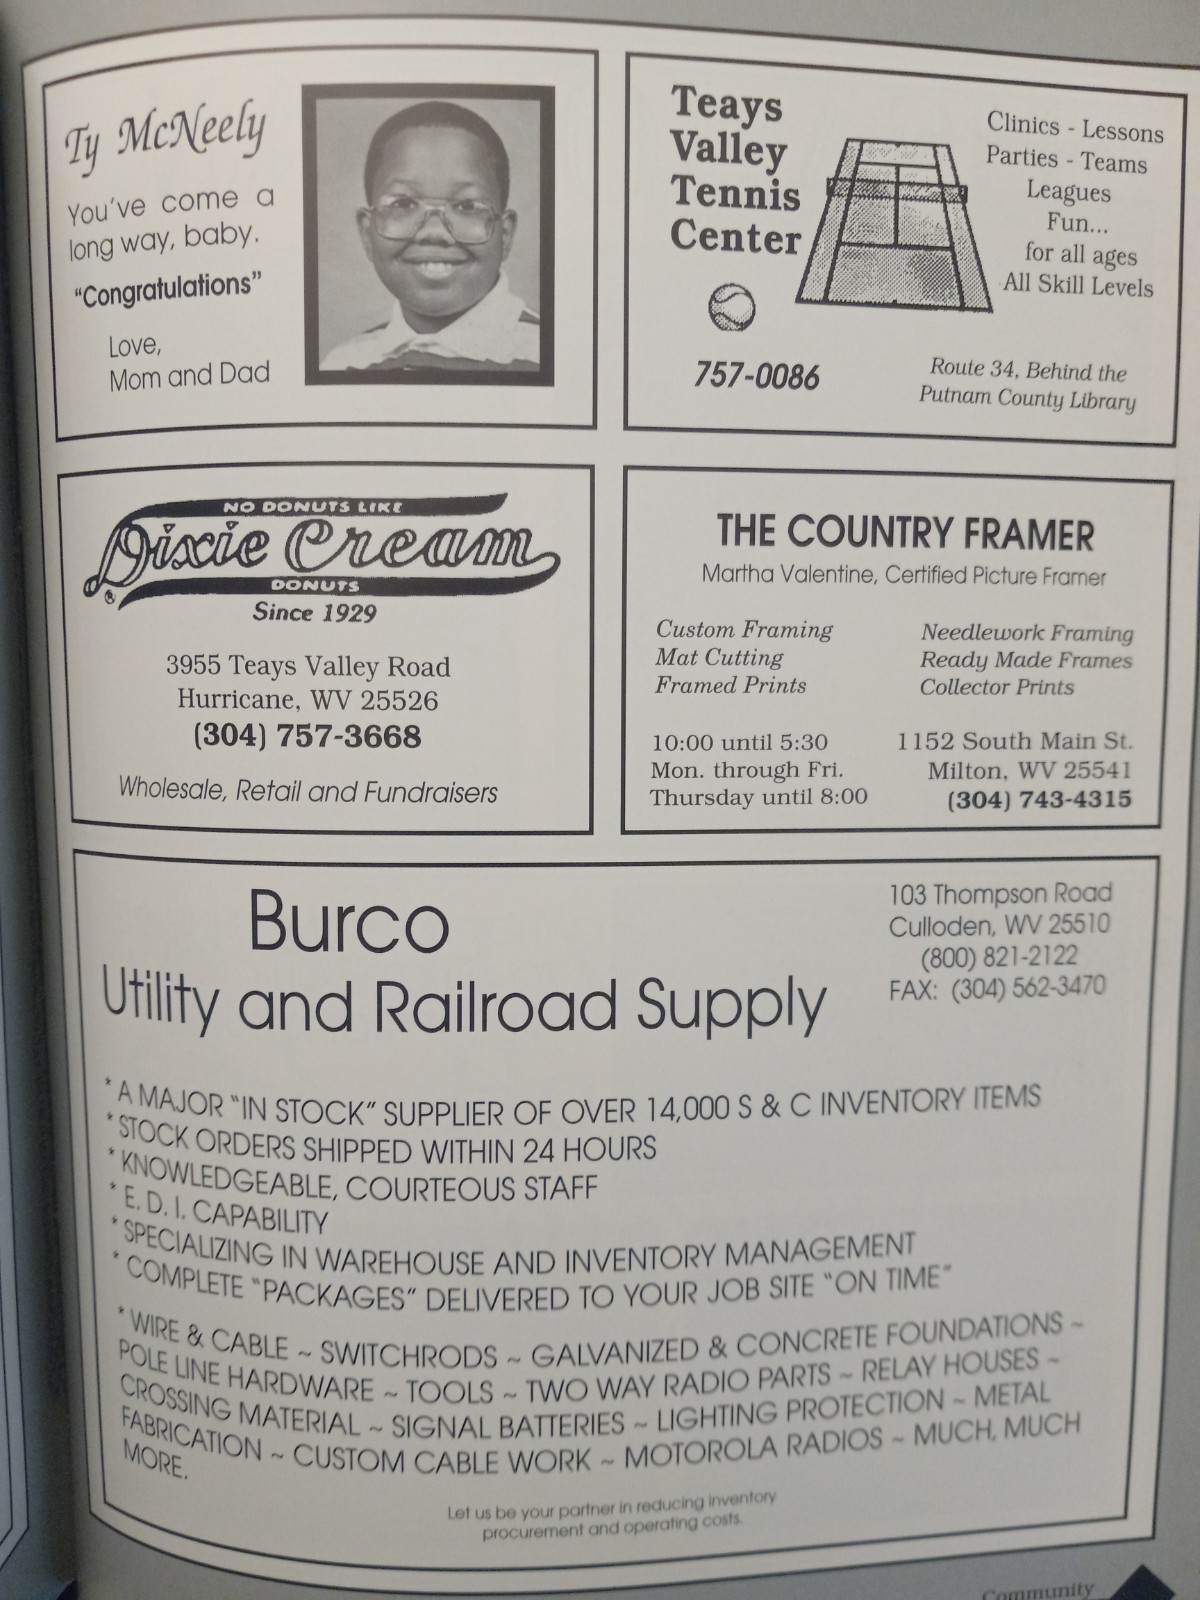 Ty McNeely
You've come a
long way, baby.
"Congratulations"
Love,
Mom and Dad
Teays
Valley
Tennis
Center
Clinics - Lessons
Parties - Teams
Leagues
Fun...
for all ages
All Skill Levels
757-0086
Route 34, Behind the
Putnam County Library
NO DONUTS LIKE
Dixie Cream
DONUTS
®
Since 1929
3955 Teays Valley Road
Hurricane, WV 25526
(304) 757-3668
Wholesale, Retail and Fundraisers
THE COUNTRY FRAMER
Martha Valentine, Certified Picture Framer
Custom Framing
Mat Cutting
Framed Prints
Needlework Framing
Ready Made Frames
Collector Prints
10:00 until 5:30
Mon. through Fri.
Thursday until 8:00
1152 South Main St.
Milton, WV 25541
(304) 743-4315
Burco
Utility and Railroad Supply
103 Thompson Road
Culloden, WV 25510
(800) 821-2122
FAX: (304) 562-3470
* A MAJOR "IN STOCK" SUPPLIER OF OVER 14,000 S & C INVENTORY ITEMS
* STOCK ORDERS SHIPPED WITHIN 24 HOURS
* KNOWLEDGEABLE, COURTEOUS STAFF
* E. D. I. CAPABILITY
* SPECIALIZING IN WAREHOUSE AND INVENTORY MANAGEMENT
* COMPLETE "PACKAGES" DELIVERED TO YOUR JOB SITE "ON TIME"
* WIRE & CABLE ~ SWITCHRODS ~ GALVANIZED & CONCRETE FOUNDATIONS ~
POLE LINE HARDWARE ~ TOOLS ~ TWO WAY RADIO PARTS ~ RELAY HOUSES ~
CROSSING MATERIAL ~ SIGNAL BATTERIES ~ LIGHTING PROTECTION ~ METAL
FABRICATION ~ CUSTOM CABLE WORK ~ MOTOROLA RADIOS ~ MUCH, MUCH
MORE.
Let us be your partner in reducing inventory
procurement and operating costs.
Community